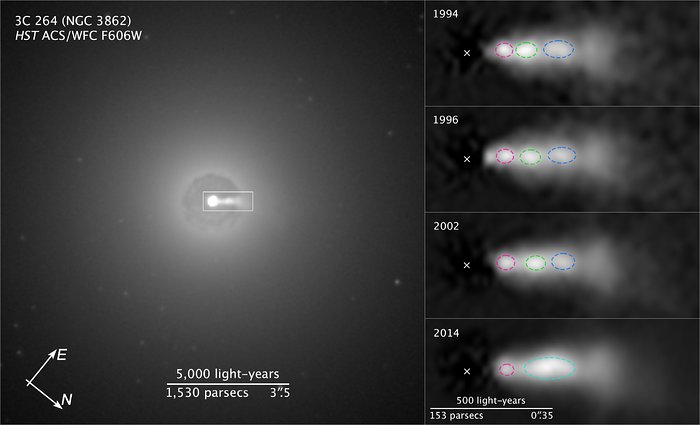 3C 264 (NGC 3862)
HST ACS/WFC F606W
E
N
5,000 light-years
1,530 parsecs 3".5
1994
×
1996
×
2002
×
2014
×
500 light-years
153 parsecs 0".35